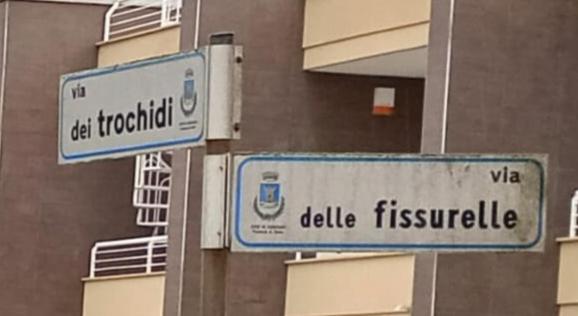 via
dei trochidi
via
delle fissurelle